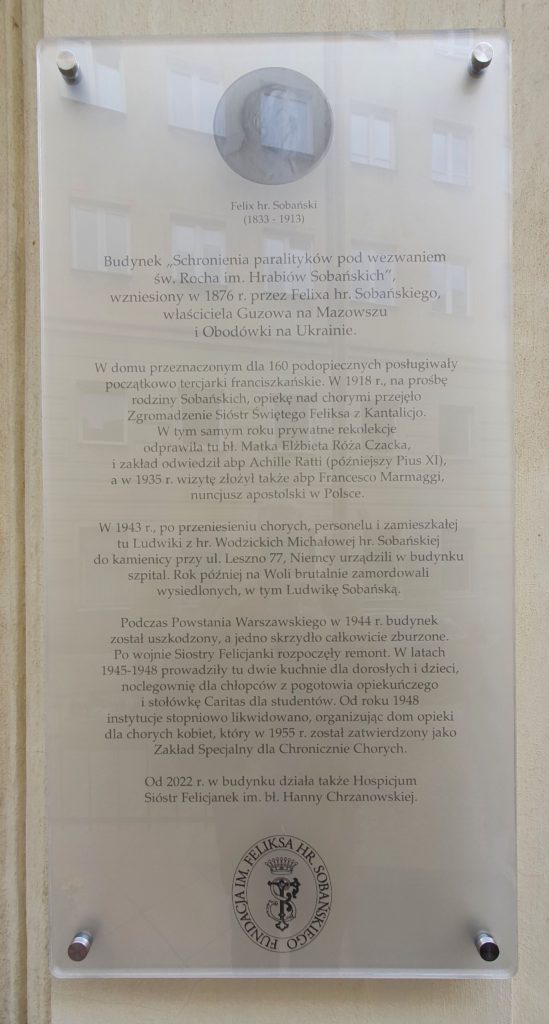 Felix hr. Sobański
(1833 - 1913)
Budynek „Schronienia paralityków pod wezwaniem
św. Rocha im. Hrabiów Sobańskich”,
wzniesiony w 1876 r. przez Felixa hr. Sobańskiego,
właściciela Guzowa na Mazowszu
i Obodówki na Ukrainie.
W domu przeznaczonym dla 160 podopiecznych posługiwały
początkowo tercjarki franciszkańskie. W 1918 r., na prośbę
rodziny Sobańskich, opiekę nad chorymi przejęło
Zgromadzenie Sióstr Świętego Feliksa z Kantalicjo.
W tym samym roku prywatne rekolekcje
odprawiła tu bł. Matka Elżbieta Róża Czacka,
i zakład odwiedził abp Achille Ratti (późniejszy Pius XI),
a w 1935 r. wizytę złożył także abp Francesco Marmaggi,
nuncjusz apostolski w Polsce.
W 1943 r., po przeniesieniu chorych, personelu i zamieszkałej
tu Ludwiki z hr. Wodzickich Michałowej hr. Sobańskiej
do kamienicy przy ul. Leszno 77, Niemcy urządzili w budynku
szpital. Rok później na Woli brutalnie zamordowali
wysiedlonych, w tym Ludwikę Sobańską.
Podczas Powstania Warszawskiego w 1944 r. budynek
został uszkodzony, a jedno skrzydło całkowicie zburzone.
Po wojnie Siostry Felicjanki rozpoczęły remont. W latach
1945-1948 prowadziły tu dwie kuchnie dla dorosłych i dzieci,
noclegownię dla chłopców z pogotowia opiekuńczego
i stołówkę Caritas dla studentów. Od roku 1948
instytucje stopniowo likwidowano, organizując dom opieki
dla chorych kobiet, który w 1955 r. został zatwierdzony jako
Zakład Specjalny dla Chronicznie Chorych.
Od 2022 r. w budynku działa także Hospicjum
Sióstr Felicjanek im. bł. Hanny Chrzanowskiej.
FUNDACJA IM. FELIKSA HR. SOBAŃSKIEGO